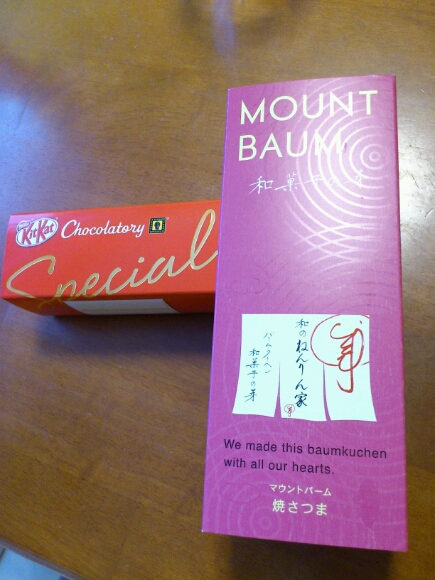 MOUNT
BAUM
和菓子の芽
和のねんりん家
バームクーヘン
和菓子の芽
芽
We made this baumkuchen
with all our hearts.
マウントバーム
焼さつま
KitKat Chocolatory
Special